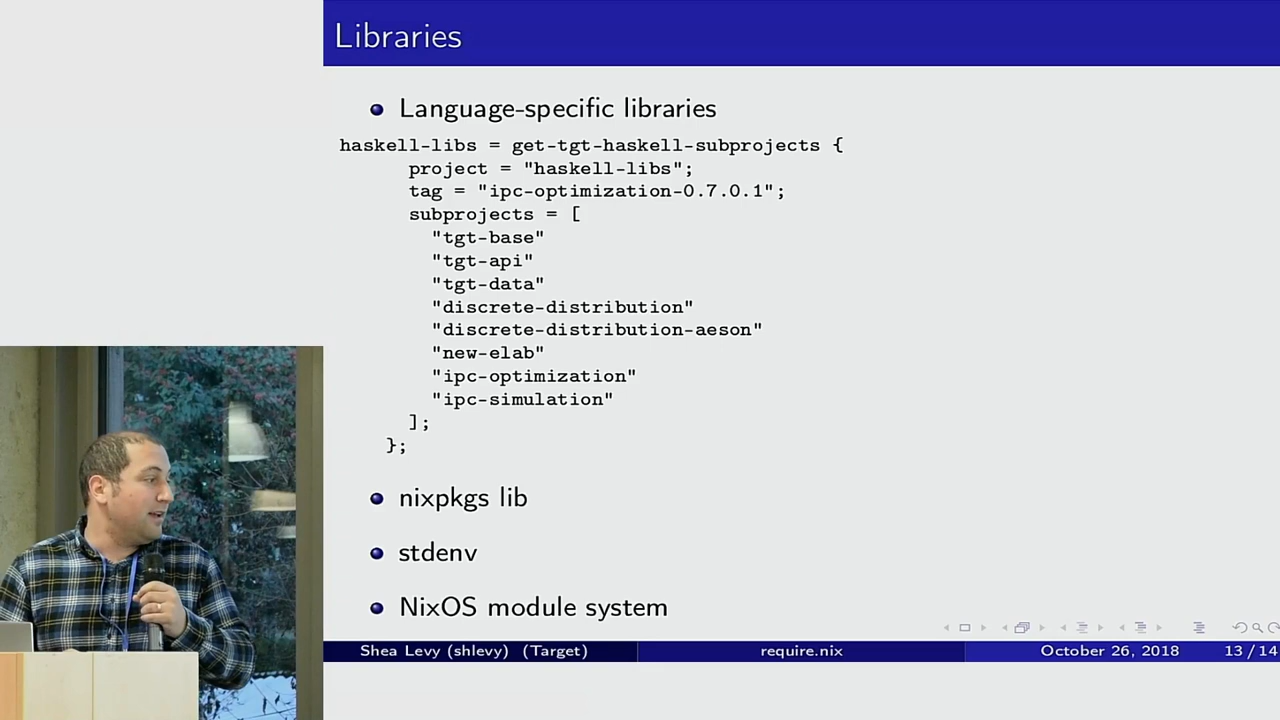 Libraries
Language-specific libraries
haskell-libs = get-tgt-haskell-subprojects {
project = "haskell-libs";
tag = "ipc-optimization-0.7.0.1";
subprojects = [
"tgt-base"
"tgt-api"
"tgt-data"
"discrete-distribution"
"discrete-distribution-aeson"
"new-elab"
"ipc-optimization"
"ipc-simulation"
];
};
nixpkgs lib
stdenv
NixOS module system
Shea Levy (shlevy) (Target) require.nix October 26, 2018 13 / 14